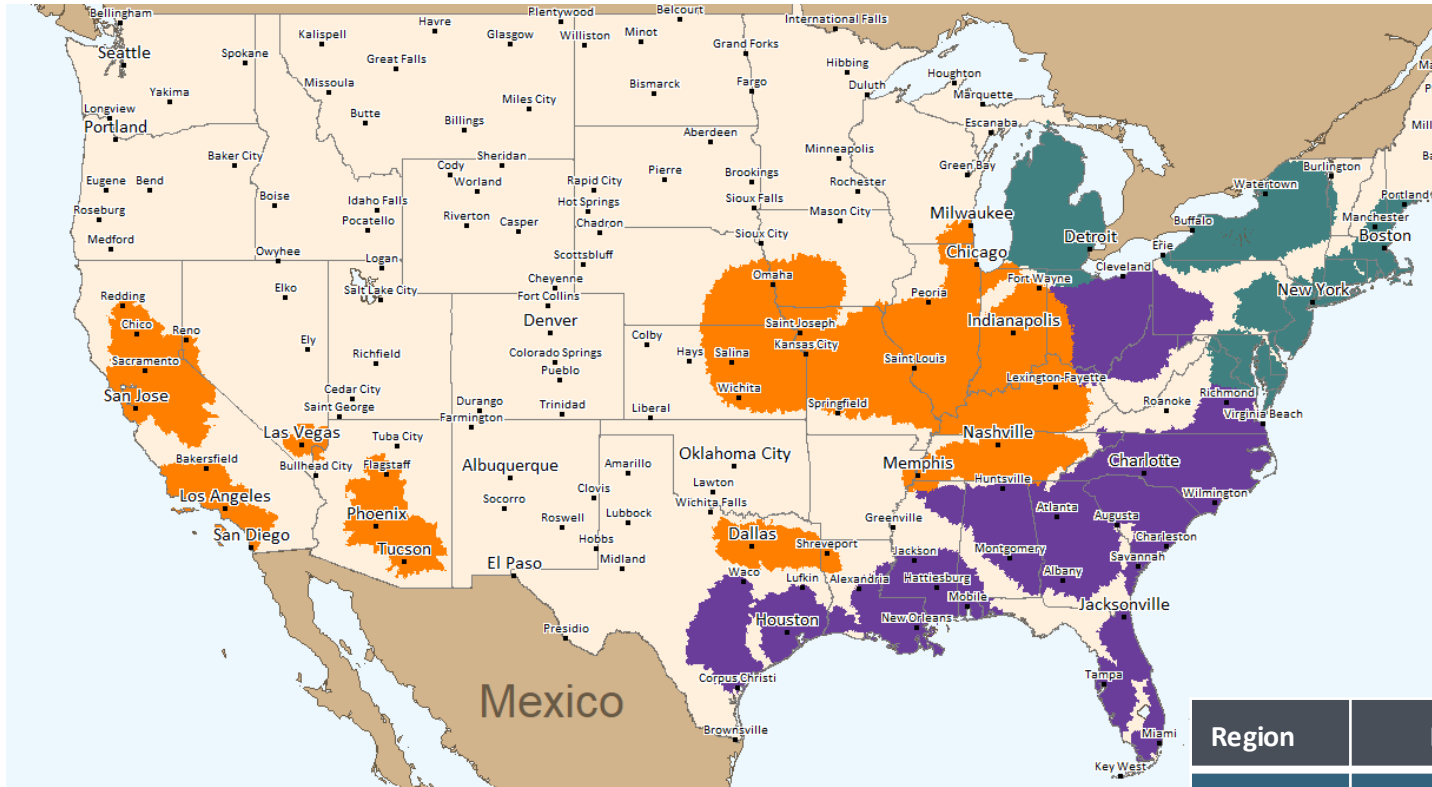 Bellingham
Plentywood
Belcourt
International Falls
Havre
Kalispell
Glasgow
Williston
Minot
Grand Forks
Seattle
Spokane
Great Falls
Hibbing
Ma
Missoula
Bismarck
Fargo
Duluth
Houghton
Yakima
Miles City
Marquette
Longview
Butte
Billings
Escanaba
Portland
Aberdeen
Mill
Baker City
Cody
Sheridan
Minneapolis
Ba
Green Bay
Burlington
Eugene
Bend
Worland
Rapid City
Pierre
Brookings
Rochester
Watertown
Boise
Idaho Falls
Hot Springs
Sioux Falls
Portland
Roseburg
Pocatello
Riverton
Casper
Chadron
Mason City
Milwaukee
Buffalo
Manchester
Medford
Sioux City
Detroit
Boston
Owyhee
Logan
Scottsbluff
Chicago
Erie
Cleveland
Omaha
Cheyenne
Fort Wayne
Elko
Salt Lake City
Fort Collins
Peoria
New York
Redding
Denver
Indianapolis
Chico
Reno
Saint Joseph
Colby
Kansas City
Ely
Richfield
Colorado Springs
Hays
Salina
Saint Louis
Sacramento
Pueblo
Lexington-Fayette
San Jose
Cedar City
Wichita
Richmond
Saint George
Durango
Trinidad
Liberal
Springfield
Roanoke
Virginia Beach
Farmington
Las Vegas
Tuba City
Nashville
Bakersfield
Bullhead City
Flagstaff
Albuquerque
Amarillo
Oklahoma City
Memphis
Charlotte
Los Angeles
Clovis
Lawton
Huntsville
Socorro
Wichita Falls
Wilmington
Phoenix
Roswell
Lubbock
Greenville
Atlanta
Augusta
San Diego
Hobbs
Dallas
Shreveport
Charleston
Tucson
El Paso
Midland
Jackson
Montgomery
Savannah
Waco
Lufkin
Alexandria
Hattiesburg
Albany
Mobile
Jacksonville
Houston
New Orleans
Presidio
Corpus Christi
Tampa
Mexico
Brownsville
Miami
Region
Key West